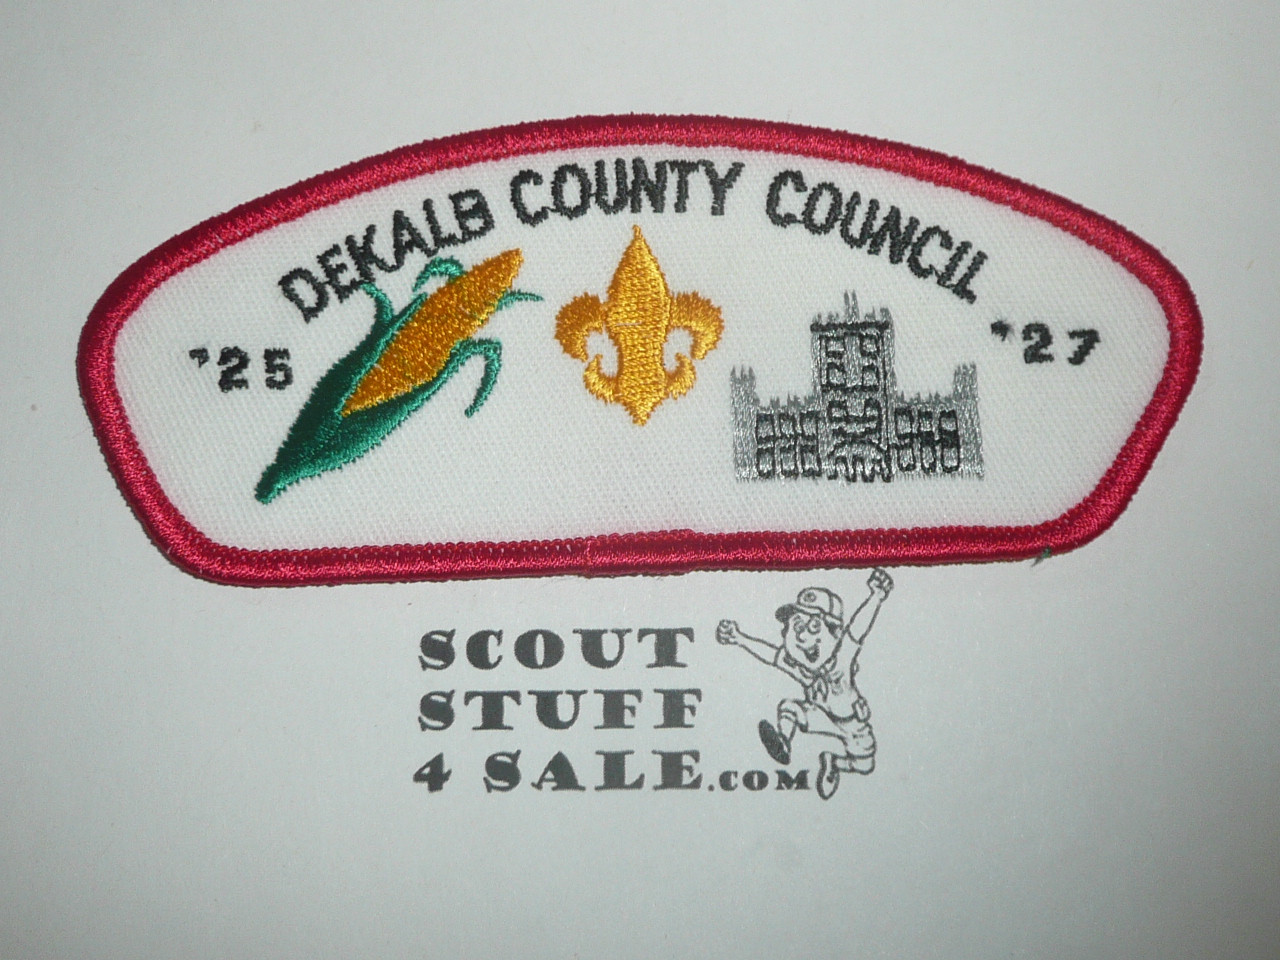 DEKALB COUNTY COUNCIL
'25
'27
SCOUT
STUFF
4 SALE.COM